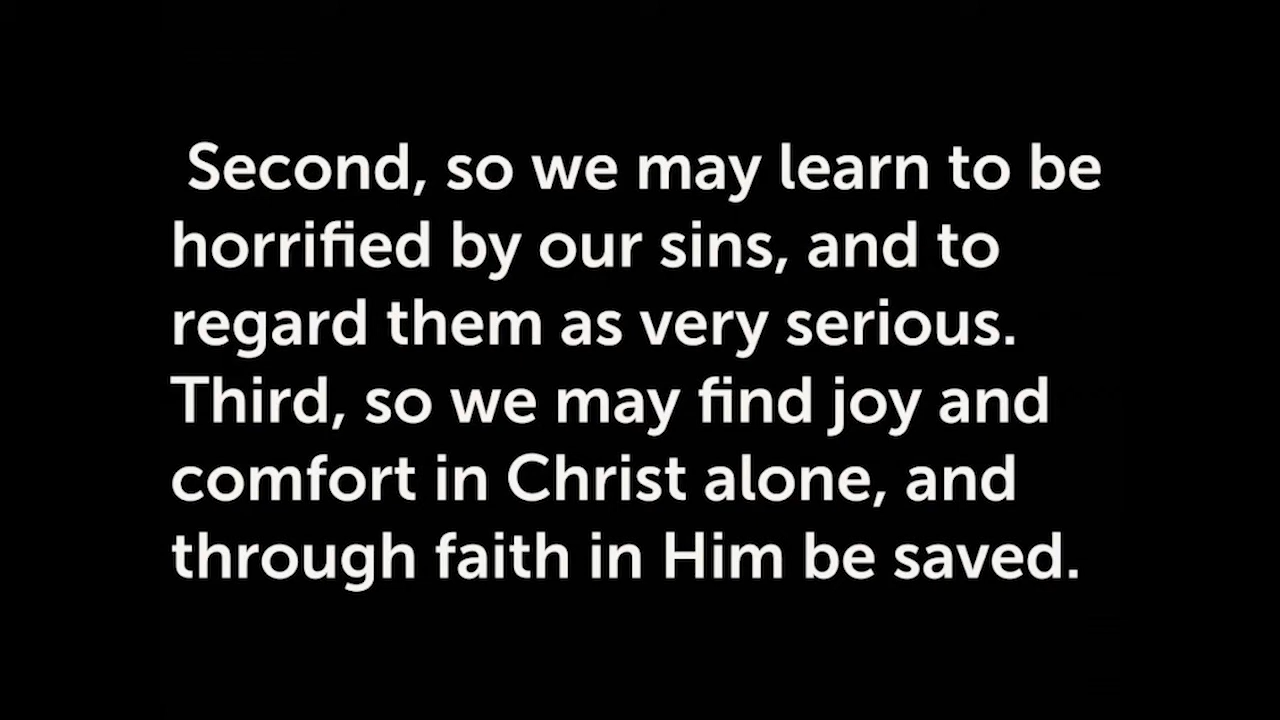 Second, so we may learn to be
horrified by our sins, and to
regard them as very serious.
Third, so we may find joy and
comfort in Christ alone, and
through faith in Him be saved.